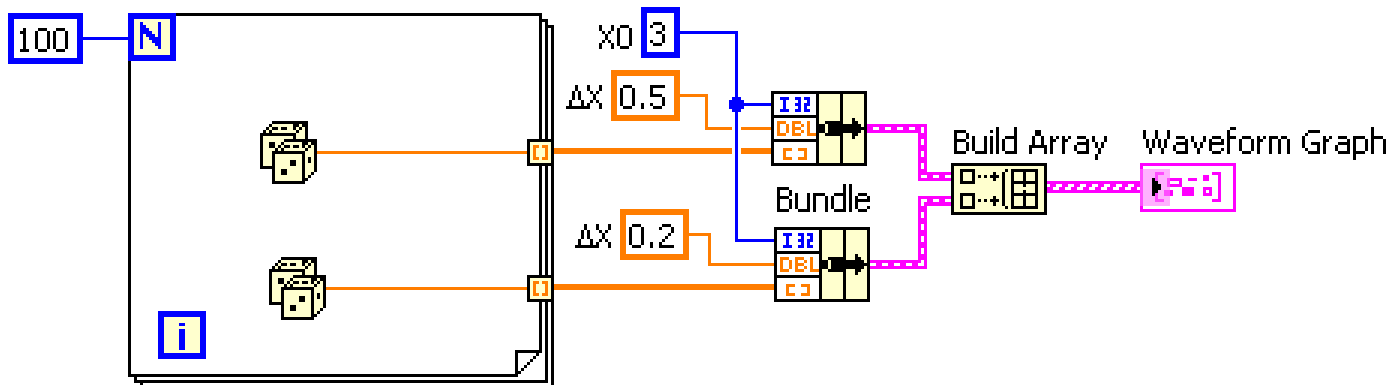 100
N
X0 3
ΔX 0.5
I32
DBL
Build Array
Waveform Graph
Bundle
ΔX 0.2
I32
DBL
i